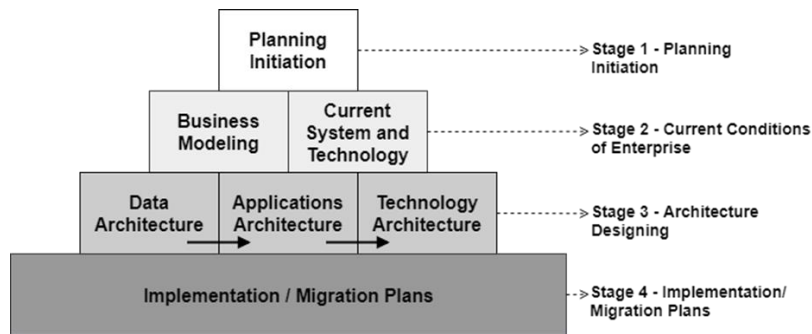 Planning
Initiation
Stage 1 - Planning
Initiation
Business
Modeling
Current
System and
Technology
Stage 2 - Current Conditions
of Enterprise
Data
Architecture
Applications
Architecture
Technology
Architecture
Stage 3 - Architecture
Designing
Implementation / Migration Plans
Stage 4 - Implementation/
Migration Plans